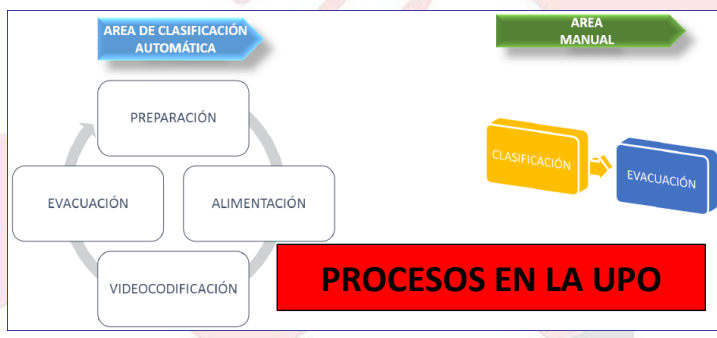 AREA DE CLASIFICACIÓN
AUTOMÁTICA
AREA
MANUAL
PREPARACIÓN
EVACUACIÓN
ALIMENTACIÓN
VIDEOCODIFICACIÓN
CLASIFICACIÓN
EVACUACIÓN
PROCESOS EN LA UPO